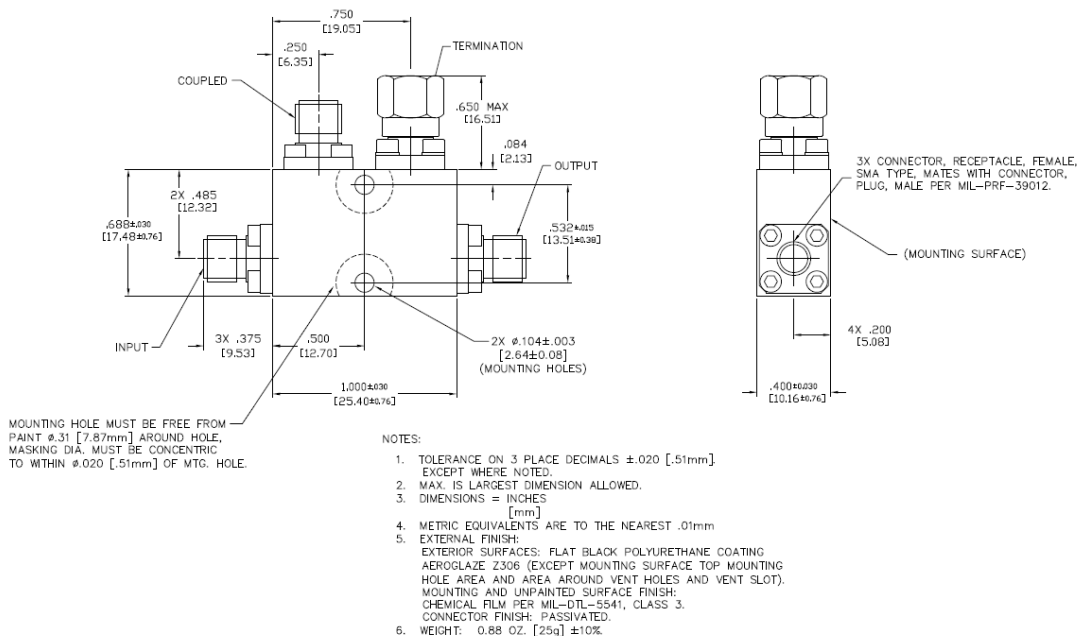 .750
[19.05]
.250
[6.35]
TERMINATION
COUPLED
.650 MAX
[16.51]
.084
[2.13]
OUTPUT
3X CONNECTOR, RECEPTACLE, FEMALE,
SMA TYPE, MATES WITH CONNECTOR,
PLUG, MALE PER MIL-PRF-39012.
2X .485
[12.32]
.688±.030
[17.48±0.76]
.532±.015
[13.51±0.38]
(MOUNTING SURFACE)
INPUT
3X .375
[9.53]
.500
[12.70]
2X ø.104±.003
[2.64±0.08]
(MOUNTING HOLES)
4X .200
[5.08]
1.000±.030
[25.40±0.76]
.400±0.030
[10.16±0.76]
MOUNTING HOLE MUST BE FREE FROM
PAINT ø.31 [7.87mm] AROUND HOLE,
MASKING DIA. MUST BE CONCENTRIC
TO WITHIN ø.020 [.51mm] OF MTG. HOLE.
NOTES:
1. TOLERANCE ON 3 PLACE DECIMALS ±.020 [.51mm]
EXCEPT WHERE NOTED.
2. MAX. IS LARGEST DIMENSION ALLOWED.
3. DIMENSIONS = INCHES
[mm]
4. METRIC EQUIVALENTS ARE TO THE NEAREST .01mm
5. EXTERNAL FINISH:
EXTERIOR SURFACES: FLAT BLACK POLYURETHANE COATING
AEROGLAZE Z306 (EXCEPT MOUNTING SURFACE TOP MOUNTING
HOLE AREA AND AREA AROUND VENT HOLES AND VENT SLOT).
MOUNTING AND UNPAINTED SURFACE FINISH:
CHEMICAL FILM PER MIL-DTL-5541, CLASS 3.
CONNECTOR FINISH: PASSIVATED.
6. WEIGHT: 0.88 OZ. [25g] ±10%.